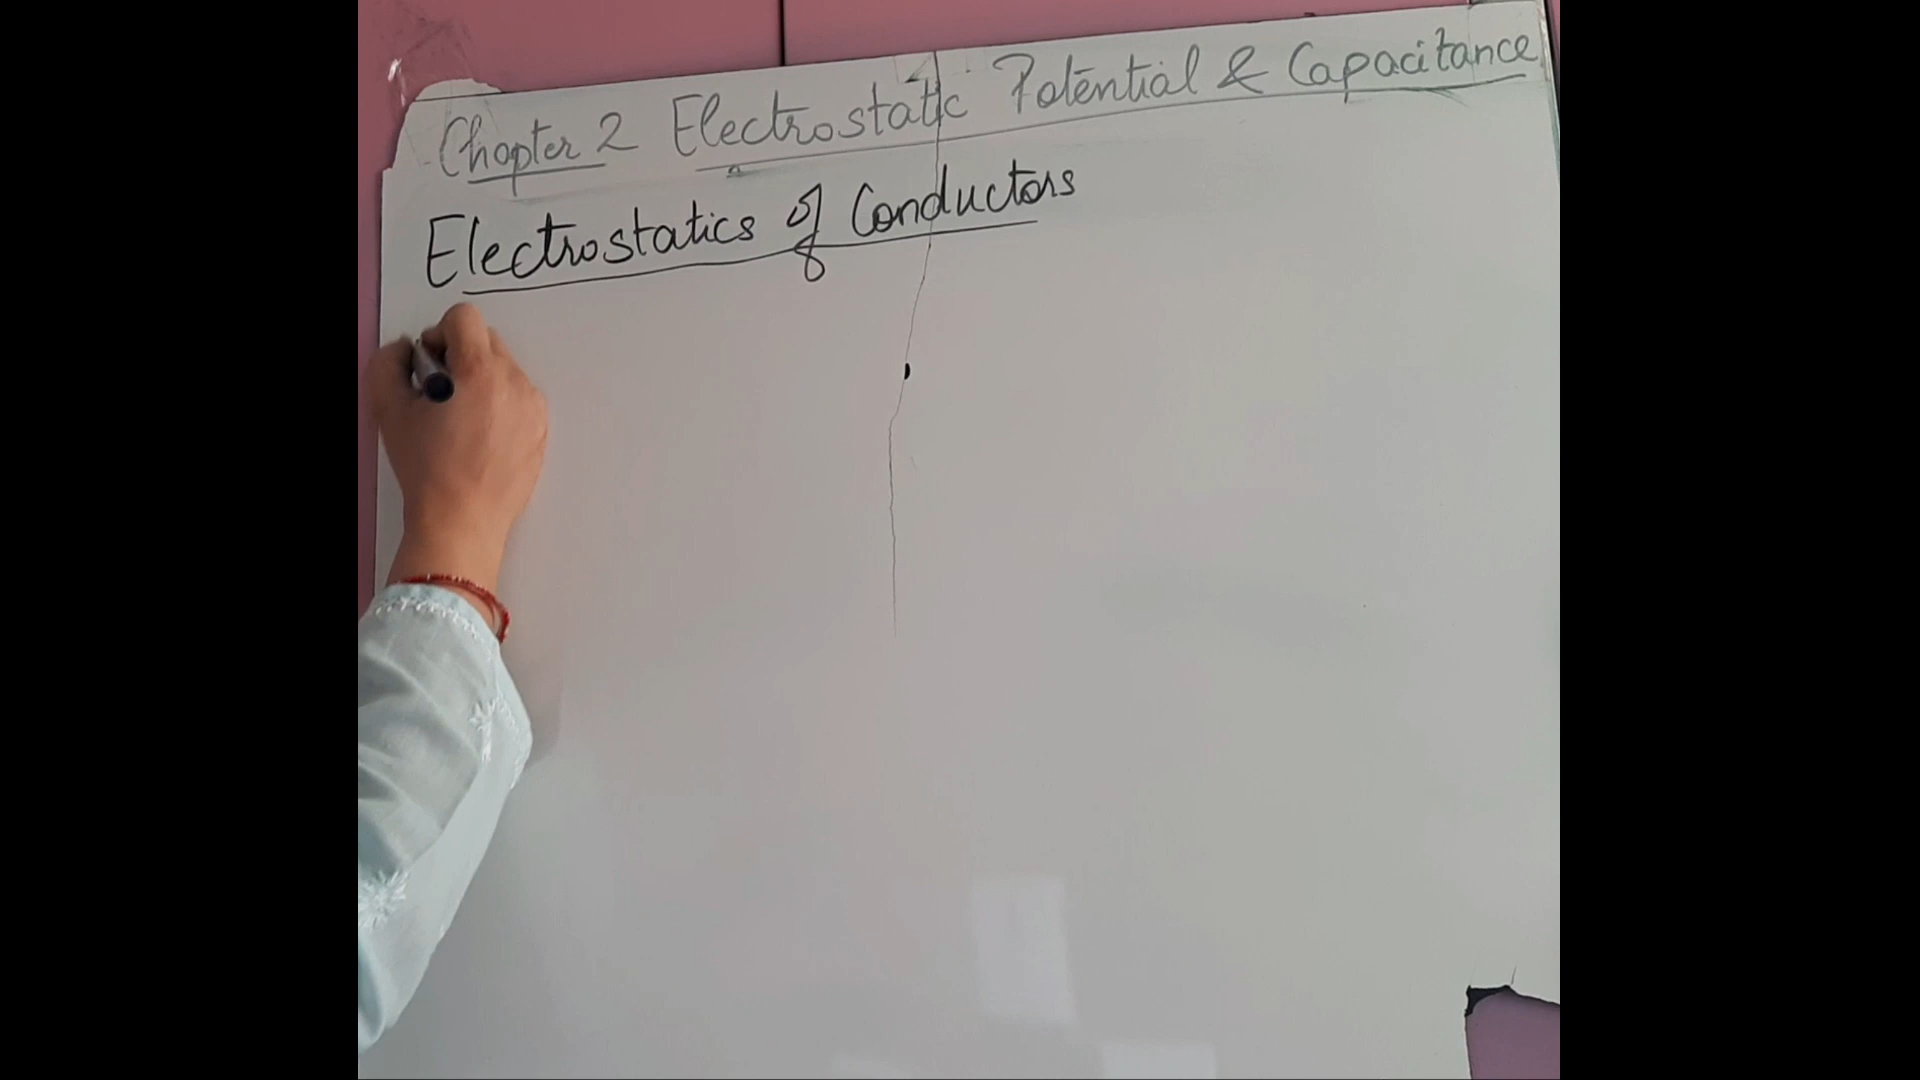 Chapter 2 Electrostatic Potential & Capacitance
Electrostatics of Conductors